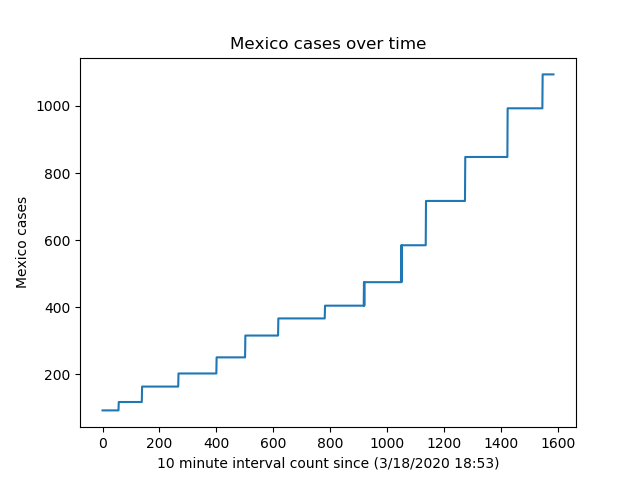 Mexico cases over time
Mexico cases
1000
800
600
400
200
0 200 400 600 800 1000 1200 1400 1600
10 minute interval count since (3/18/2020 18:53)